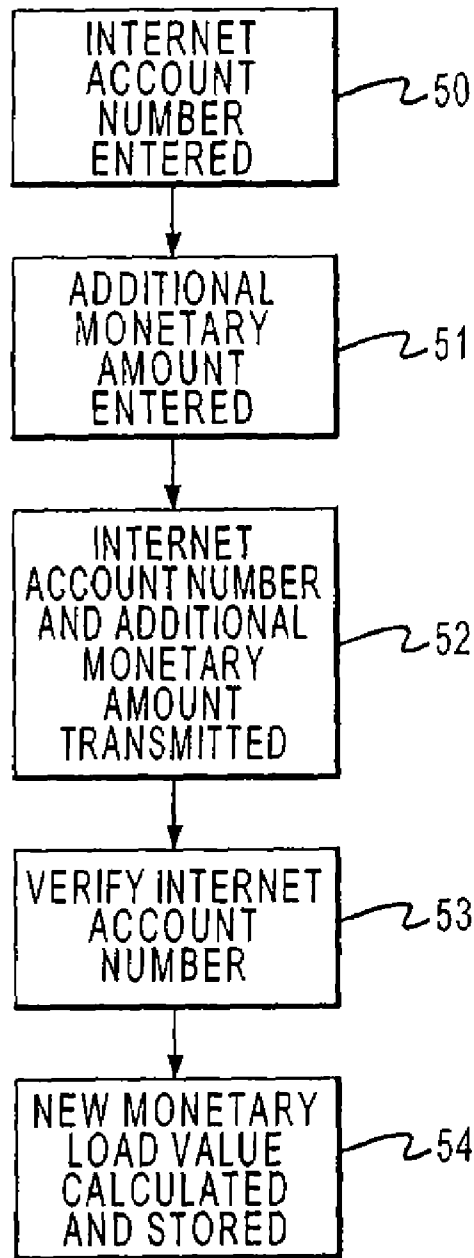 INTERNET
ACCOUNT
NUMBER
ENTERED
50
ADDITIONAL
MONETARY
AMOUNT
ENTERED
51
INTERNET
ACCOUNT NUMBER
AND ADDITIONAL
MONETARY
AMOUNT
TRANSMITTED
52
VERIFY INTERNET
ACCOUNT
NUMBER
53
NEW MONETARY
LOAD VALUE
CALCULATED
AND STORED
54